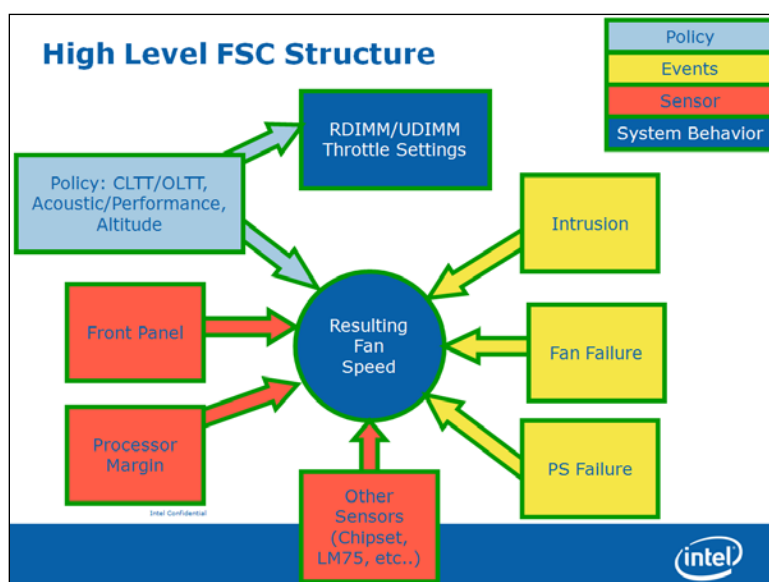 High Level FSC Structure
Policy
Events
Sensor
System Behavior
RDIMM/UDIMM
Throttle Settings
Policy: CLTT/OLTT,
Acoustic/Performance,
Altitude
Intrusion
Front Panel
Resulting
Fan
Speed
Fan Failure
Processor
Margin
PS Failure
Other
Sensors
(Chipset,
LM75, etc..)
Intel Confidential
intel